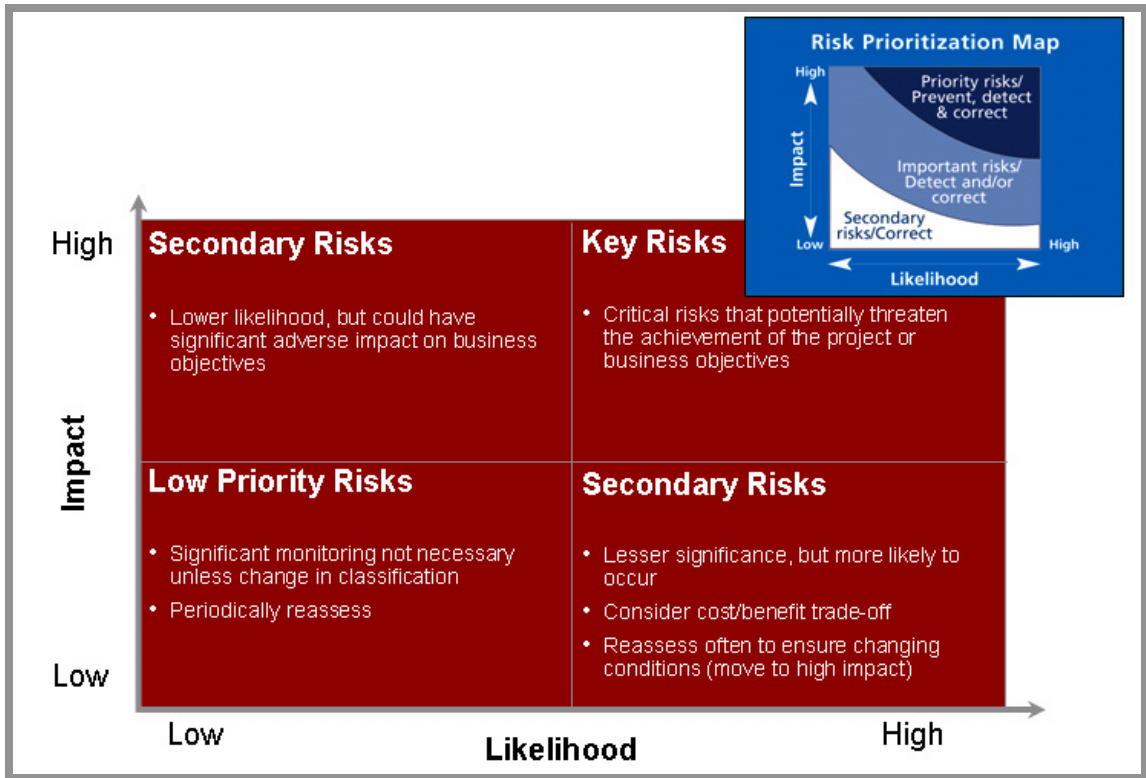 Risk Prioritization Map
High
Priority risks/
Prevent, detect
& correct
Impact
Important risks/
Detect and/or
correct
Secondary
risks/Correct
Low
High
Likelihood
High
Secondary Risks
• Lower likelihood, but could have
significant adverse impact on business
objectives
Key Risks
• Critical risks that potentially threaten
the achievement of the project or
business objectives
Impact
Low Priority Risks
• Significant monitoring not necessary
unless change in classification
• Periodically reassess
Secondary Risks
• Lesser significance, but more likely to
occur
• Consider cost/benefit trade-off
• Reassess often to ensure changing
conditions (move to high impact)
Low
Low
Likelihood
High